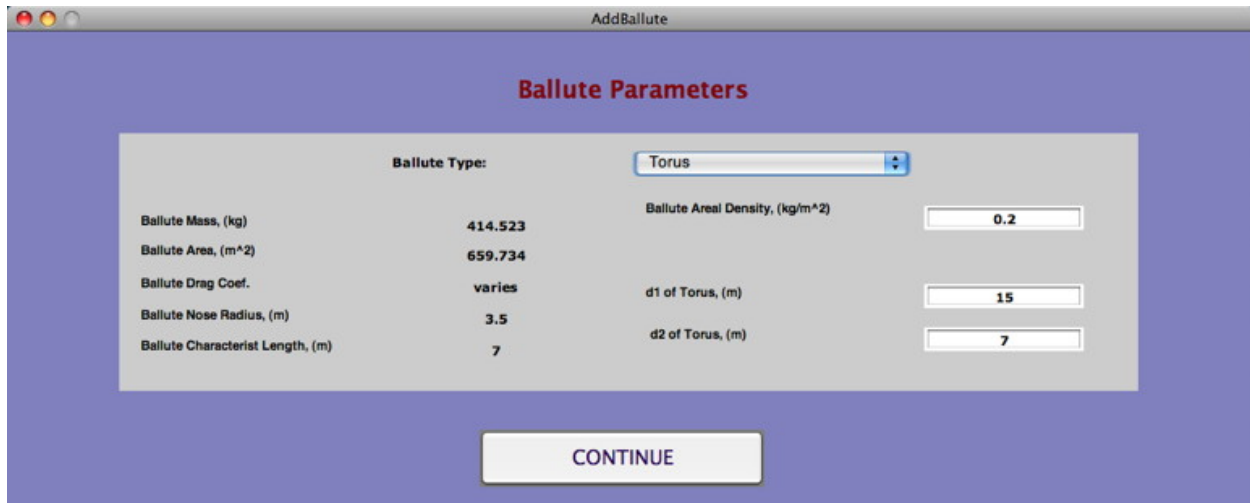 AddBallute
Ballute Parameters
Ballute Type: Torus
Ballute Mass, (kg) 414.523
Ballute Area, (m^2) 659.734
Ballute Drag Coef. varies
Ballute Nose Radius, (m) 3.5
Ballute Characterist Length, (m) 7
Ballute Areal Density, (kg/m^2) 0.2
d1 of Torus, (m) 15
d2 of Torus, (m) 7
CONTINUE